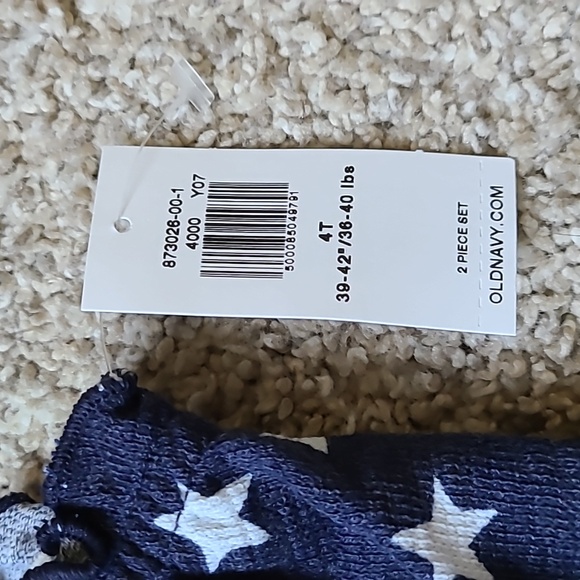 873026-00-1
4000 Y07
500085049791
4T
39-42"/36-40 lbs
2 PIECE SET
OLDNAVY.COM